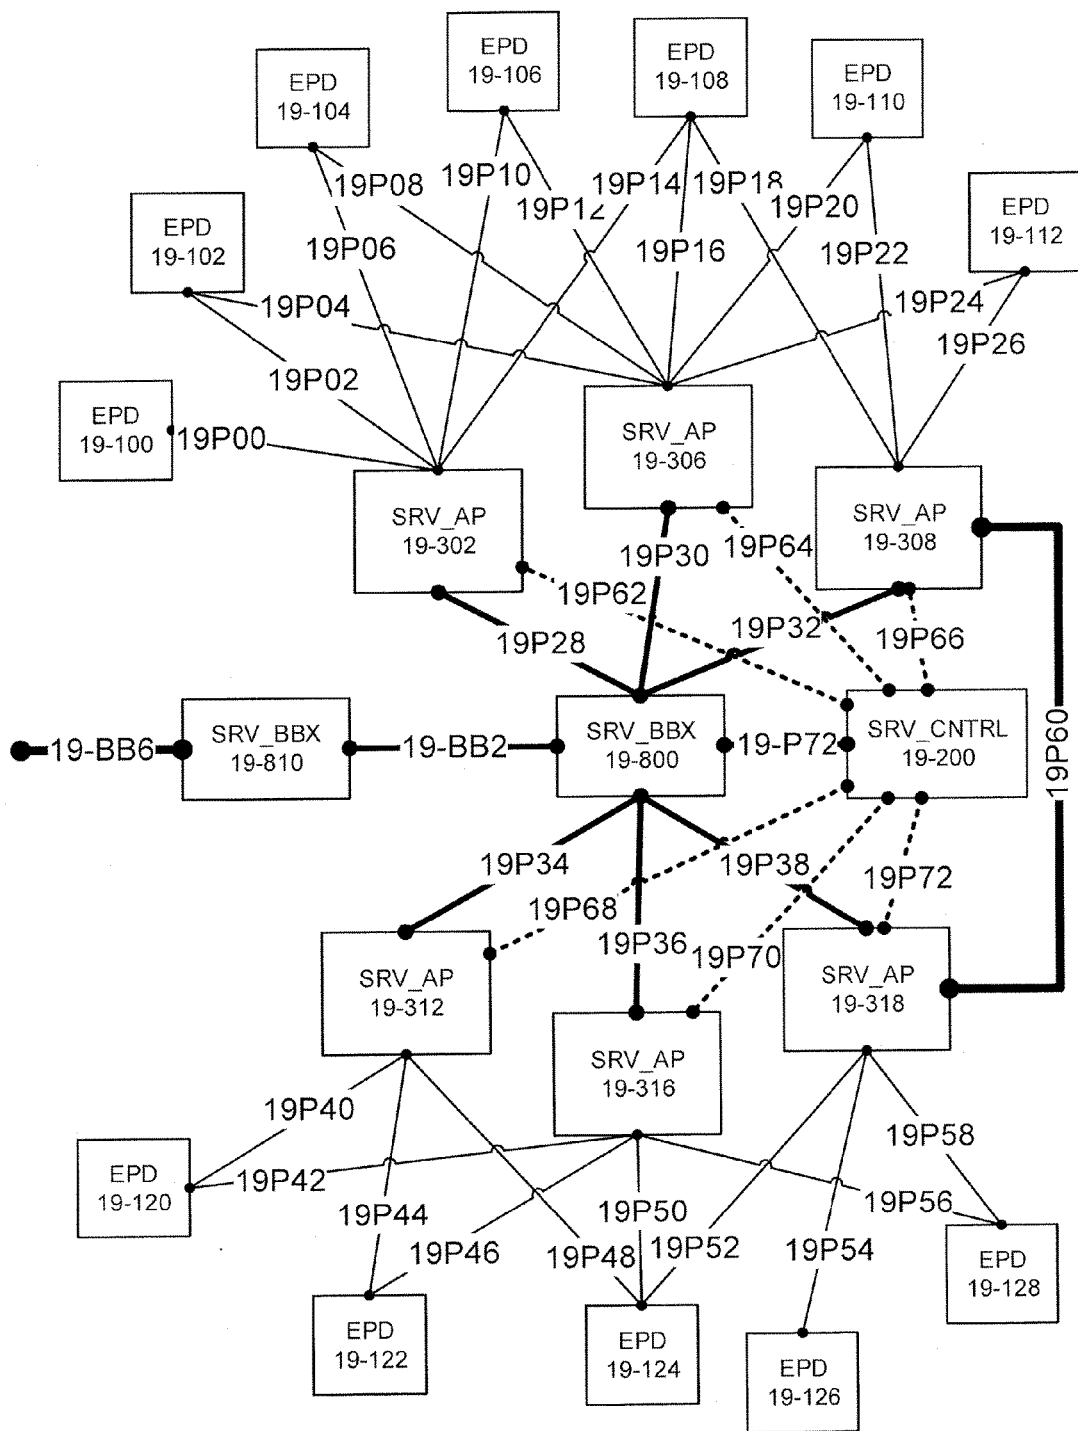 EPD
19-106
EPD
19-108
EPD
19-104
EPD
19-110
19P08
19P10
19P12
19P14
19P18
19P20
EPD
19-102
EPD
19-112
19P06
19P16
19P22
19P04
19P24
19P02
19P26
EPD
19-100
19P00
SRV_AP
19-306
SRV_AP
19-302
SRV_AP
19-308
19P30
19P64
19P62
19P28
19P32
19P66
19-BB6
SRV_BBX
19-810
19-BB2
SRV_BBX
19-800
19-P72
SRV_CNTRL
19-200
19P60
19P34
19P38
19P72
19P68
19P36
19P70
SRV_AP
19-312
SRV_AP
19-318
SRV_AP
19-316
19P40
19P58
EPD
19-120
19P42
19P44
19P50
19P56
19P46
19P48
19P52
19P54
EPD
19-128
EPD
19-122
EPD
19-124
EPD
19-126